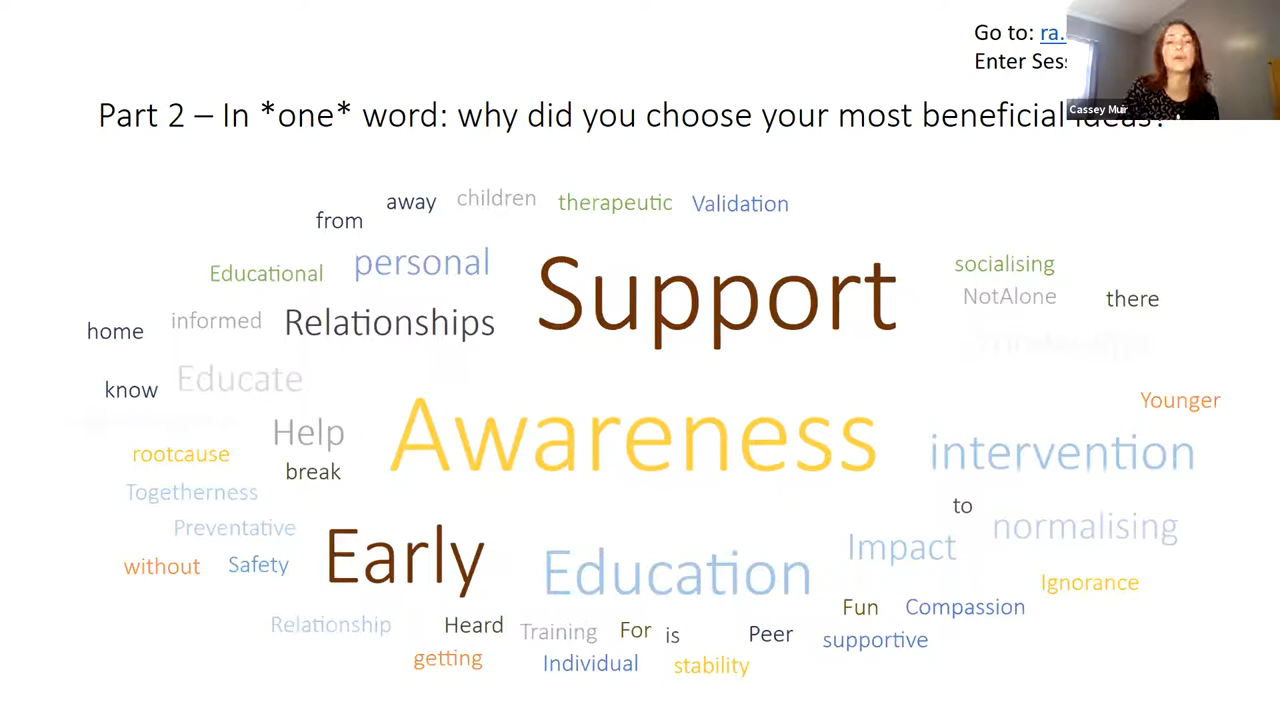 Go to: ra.
Enter Ses
Cassey Muir
Part 2 – In *one* word: why did you choose your most beneficial ideas?
away children therapeutic Validation
from
Educational personal Support socialising
NotAlone there
home informed Relationships
know Educate
Younger
Help Awareness intervention
rootcause break
Togetherness to
Preventative normalising
without Safety Early Education Impact Ignorance
Fun Compassion
Relationship Heard Training For is Peer supportive
getting Individual stability